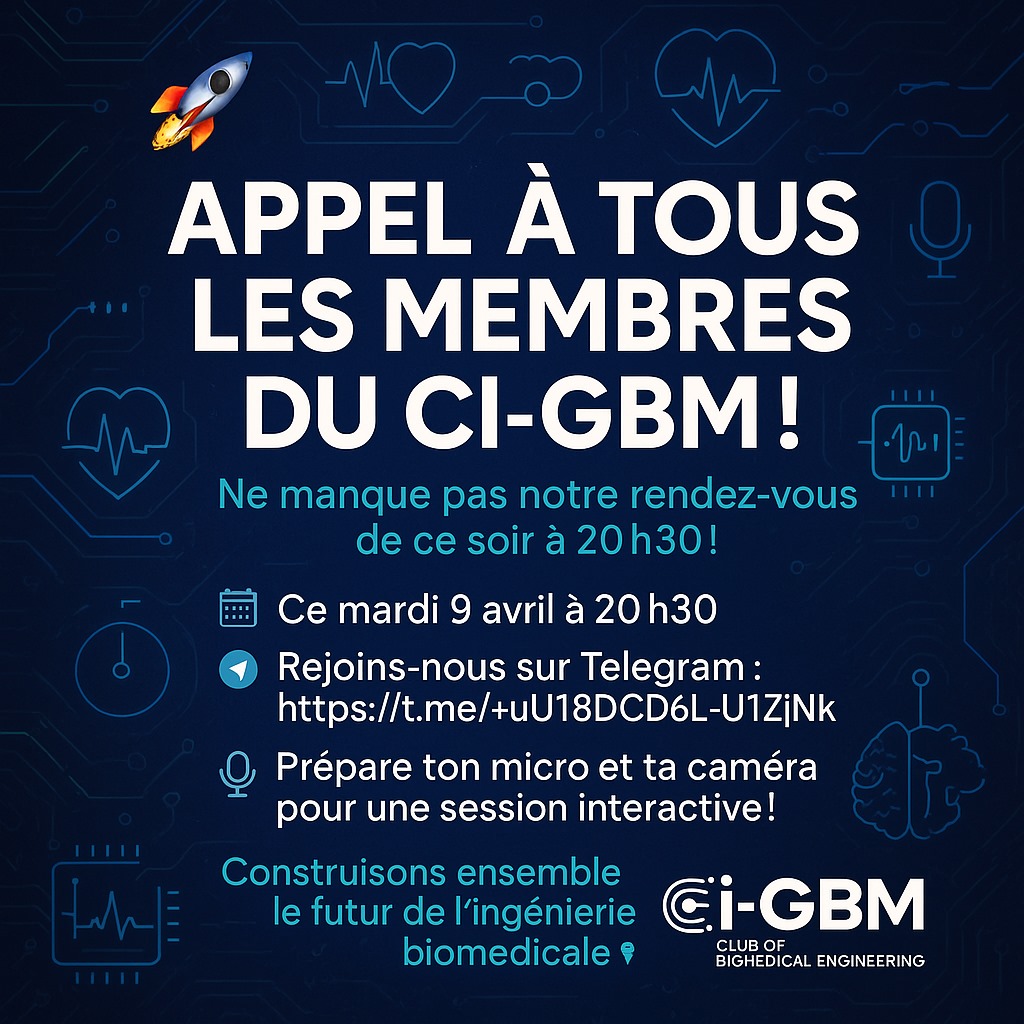 APPEL À TOUS
LES MEMBRES
DU CI-GBM !
Ne manque pas notre rendez-vous
de ce soir à 20 h30 !
Ce mardi 9 avril à 20 h30
Rejoins-nous sur Telegram :
https://t.me/+uU18DCD6L-U1ZjNk
Prépare ton micro et ta caméra
pour une session interactive !
Construisons ensemble
le futur de l'ingénierie
biomedicale
Ci-GBM
CLUB OF
BIGHEDICAL ENGINEERING